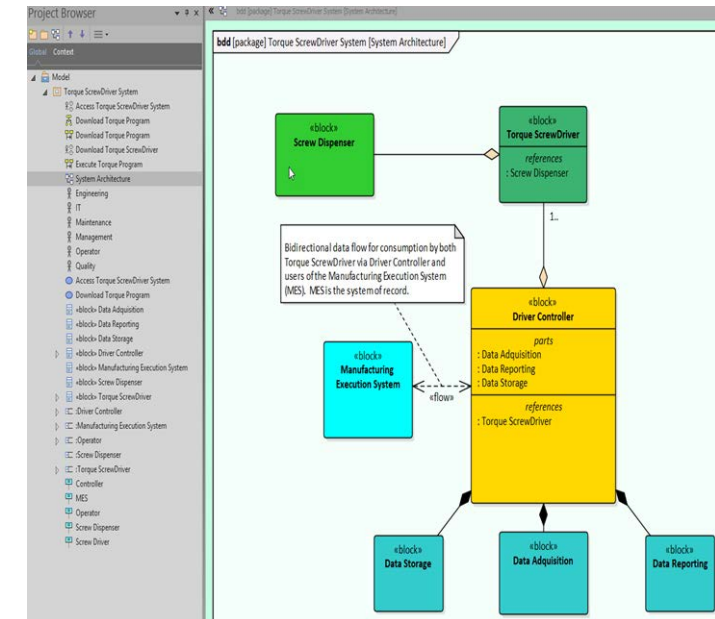 Project Browser
bdd [package] Torque ScrewDriver System [System Architecture]
Global Context
Model
Torque ScrewDriver System
Access Torque ScrewDriver System
Download Torque Program
Download Torque Program
Download Torque ScrewDriver
Execute Torque Program
System Architecture
Engineering
IT
Maintenance
Management
Operator
Quality
Access Torque ScrewDriver System
Download Torque Program
«block» Data Adquisition
«block» Data Reporting
«block» Data Storage
«block» Driver Controller
«block» Manufacturing Execution System
«block» Screw Dispenser
«block» Torque ScrewDriver
:Driver Controller
:Manufacturing Execution System
:Operator
:Screw Dispenser
:Torque ScrewDriver
Controller
MES
Operator
Screw Dispenser
Screw Driver
bdd [package] Torque ScrewDriver System [System Architecture]
«block»
Screw Dispenser
«block»
Torque ScrewDriver
references
: Screw Dispenser
1..
Bidirectional data flow for consumption by both
Torque ScrewDriver via Driver Controller and
users of the Manufacturing Execution System
(MES). MES is the system of record.
«block»
Driver Controller
parts
: Data Adquisition
: Data Reporting
: Data Storage
references
: Torque ScrewDriver
«block»
Manufacturing
Execution System
«flow»
«block»
Data Storage
«block»
Data Adquisition
«block»
Data Reporting